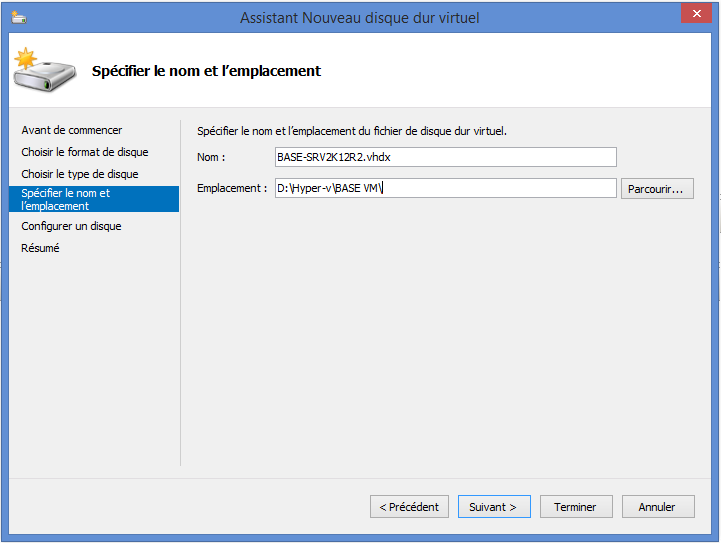 Assistant Nouveau disque dur virtuel
Spécifier le nom et l'emplacement
Avant de commencer
Choisir le format de disque
Choisir le type de disque
Spécifier le nom et
l'emplacement
Configurer un disque
Résumé
Spécifier le nom et l'emplacement du fichier de disque dur virtuel.
Nom : BASE-SRV2K12R2.vhdx
Emplacement : D:\Hyper-v\BASE VM\ Parcourir...
< Précédent Suivant > Terminer Annuler